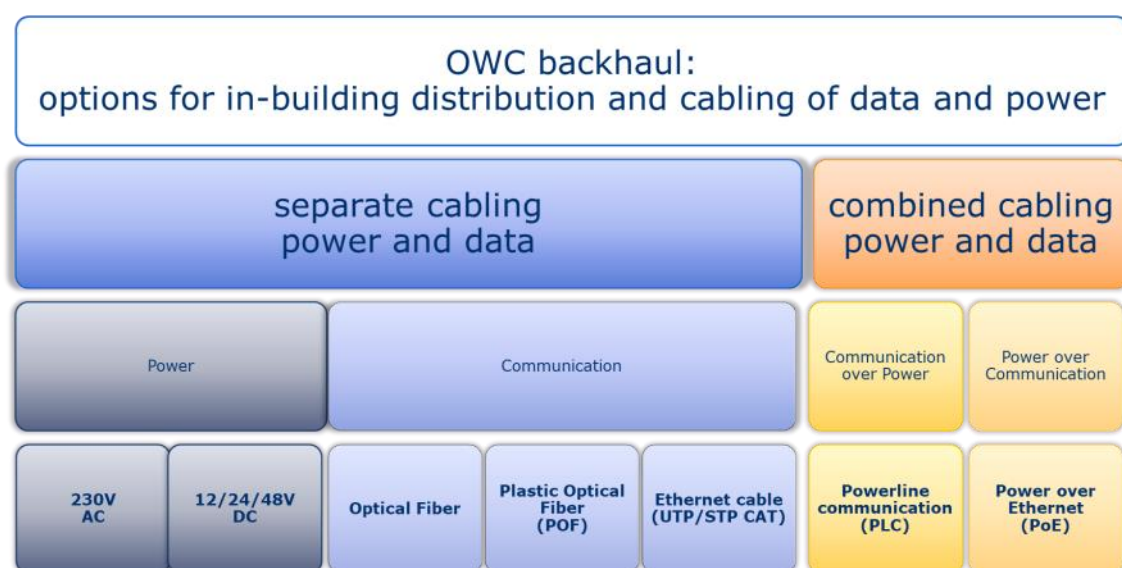 OWC backhaul:
options for in-building distribution and cabling of data and power
separate cabling
power and data
combined cabling
power and data
Power
Communication
Communication
over Power
Power over
Communication
230V
AC
12/24/48V
DC
Optical Fiber
Plastic Optical
Fiber
(POF)
Ethernet cable
(UTP/STP CAT)
Powerline
communication
(PLC)
Power over
Ethernet
(PoE)